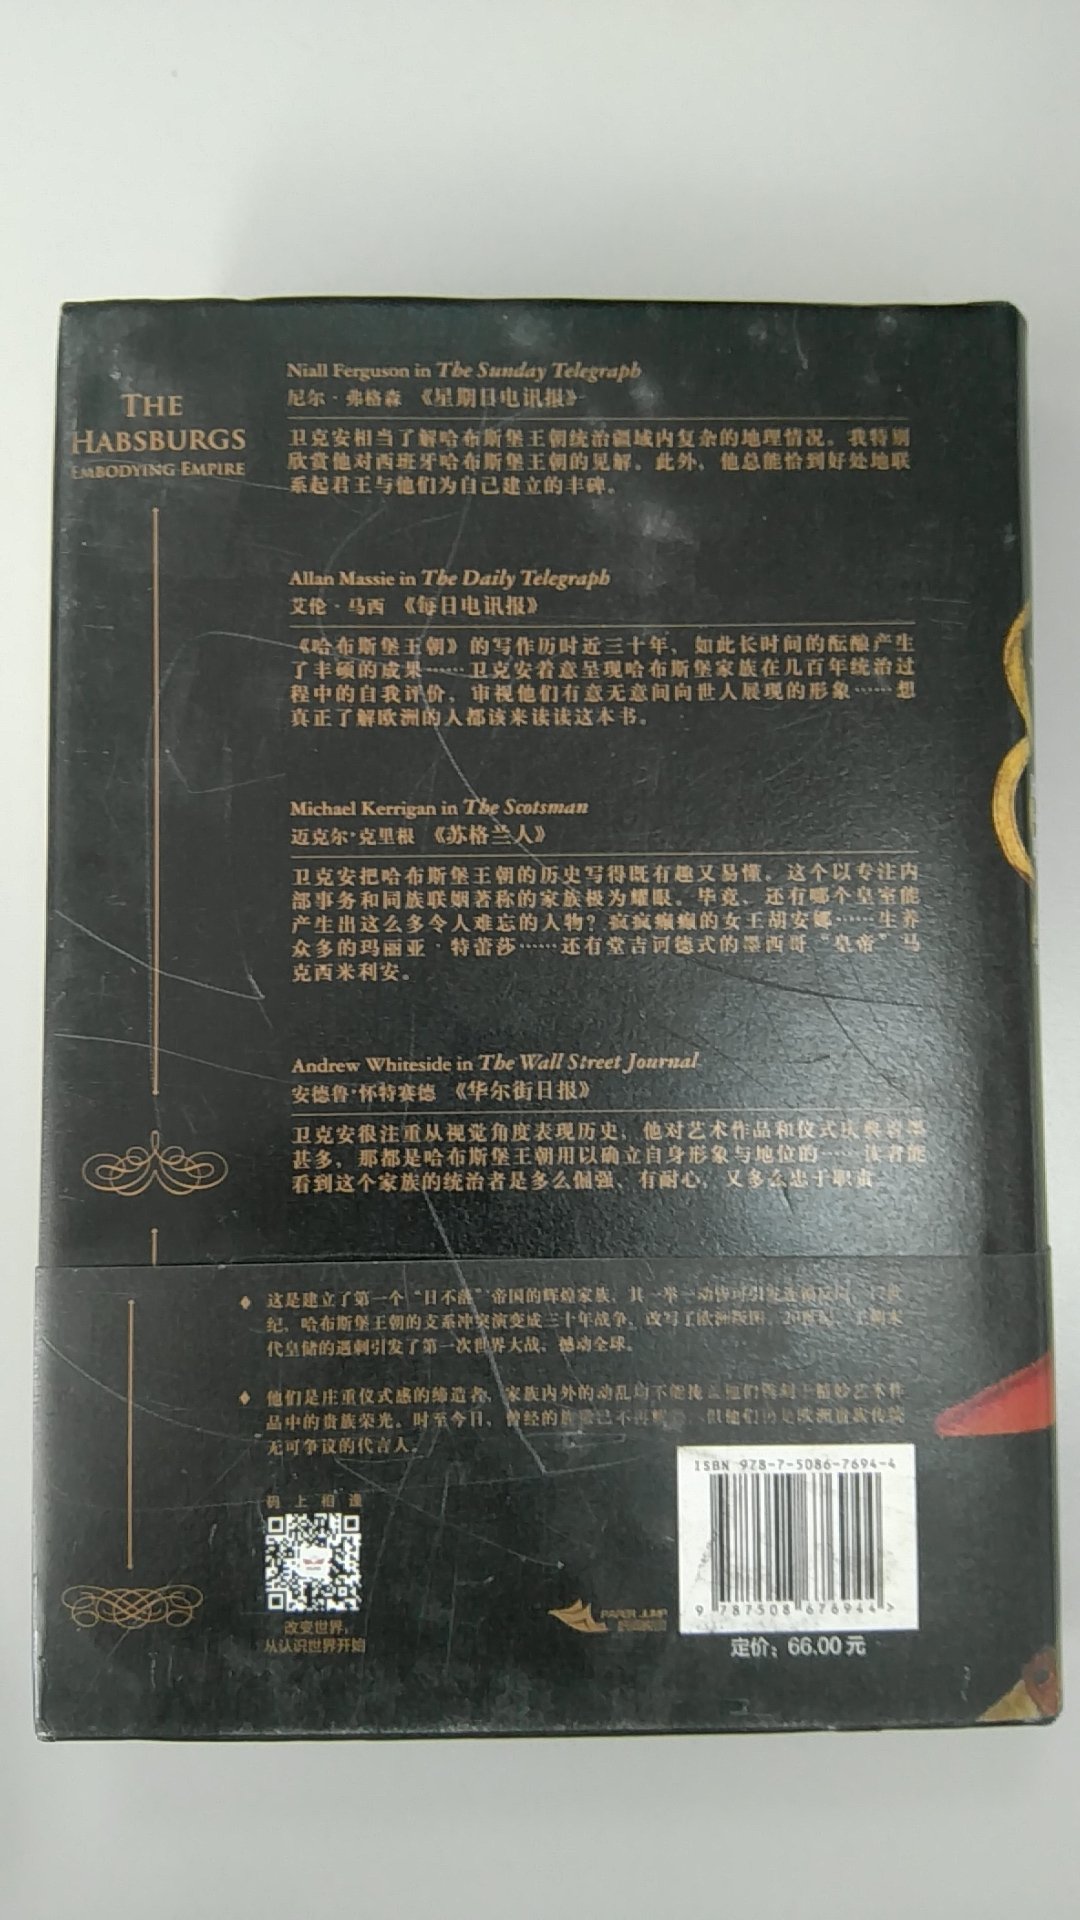 THE
HABSBURGS
EMBODYING EMPIRE
Niall Ferguson in The Sunday Telegraph
尼尔·弗格森 《星期日电讯报》
卫克安相当了解哈布斯堡王朝统治疆域内复杂的地理情况。我特别
欣赏他对西班牙哈布斯堡王朝的见解。此外，他总能恰到好处地联
系起君王与他们为自己建立的丰碑。
Allan Massie in The Daily Telegraph
艾伦·马西 《每日电讯报》
《哈布斯堡王朝》的写作历时近三十年，如此长时间的酝酿产生
了丰硕的成果……卫克安着意呈现哈布斯堡家族在几百年统治过
程中的自我评价，审视他们有意无意间向世人展现的形象……想
真正了解欧洲的人都该来读读这本书。
Michael Kerrigan in The Scotsman
迈克尔·克里根 《苏格兰人》
卫克安把哈布斯堡王朝的历史写得既有趣又易懂。这个以专注内
部事务和同族联姻著称的家族极为耀眼。毕竟，还有哪个皇室能
产生出这么多令人难忘的人物？疯疯癫癫的女王胡安娜……生养
众多的玛丽亚·特蕾莎……还有堂吉诃德式的墨西哥“皇帝”马
克西米利安。
Andrew Whiteside in The Wall Street Journal
安德鲁·怀特赛德 《华尔街日报》
卫克安很注重从视觉角度表现历史，他对艺术作品和仪式庆典着墨
甚多，那都是哈布斯堡王朝用以确立自身形象与地位的……读者能
看到这个家族的统治者是多么倔强、有耐心，又多么忠于职责
这是建立了第一个“日不落”帝国的辉煌家族，其一举一动皆可引发连锁反应。17世
纪，哈布斯堡王朝的支系冲突演变成三十年战争，改写了欧洲版图。20世纪，王朝末
代皇储的遇刺引发了第一次世界大战，撼动全球。
他们是庄重仪式感的缔造者，家族内外的动乱均不能掩盖他们镌刻于精妙艺术作
品中的贵族荣光。时至今日，曾经的 已不再 ，但他们仍是欧洲贵族传统
无可争议的代言人。
码上相逢
改变世界，
从认识世界开始
PAPER JUMP
ISBN 978-7-5086-7694-4
9 787508 676944 >
定价：66.00元